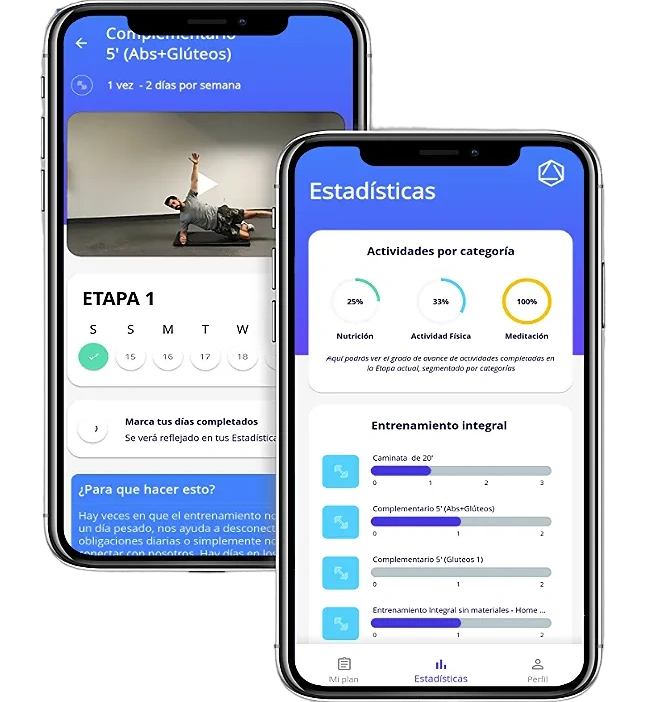 Complementario
5' (Abs+Glúteos)
1 vez - 2 días por semana
ETAPA 1
S S M T W
15 16 17 18
Marca tus días completados
Se verá reflejado en tus Estadística
¿Para que hacer esto?
Hay veces en que el entrenamiento no
un día pesado, nos ayuda a desconect
obligaciones diarias o simplemente no
conectar con nosotros. Hay días en los
Estadísticas
Actividades por categoría
25% 33% 100%
Nutrición Actividad Física Meditación
Aquí podrás ver el grado de avance de actividades completadas en
la Etapa actual, segmentado por categorías
Entrenamiento integral
Caminata de 20'
0 1 2 3
Complementario 5' (Abs+Glúteos)
0 1 2
Complementario 5' (Gluteos 1)
0 1 2
Entrenamiento Integral sin materiales - Home ...
0 1 2
Mi plan Estadísticas Perfil